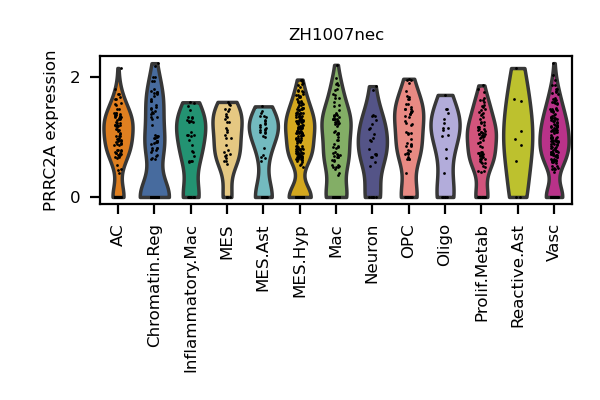 ZH1007nec
PRRC2A expression
2
0
AC
Chromatin.Reg
Inflammatory.Mac
MES
MES.Ast
MES.Hyp
Mac
Neuron
OPC
Oligo
Prolif.Metab
Reactive.Ast
Vasc